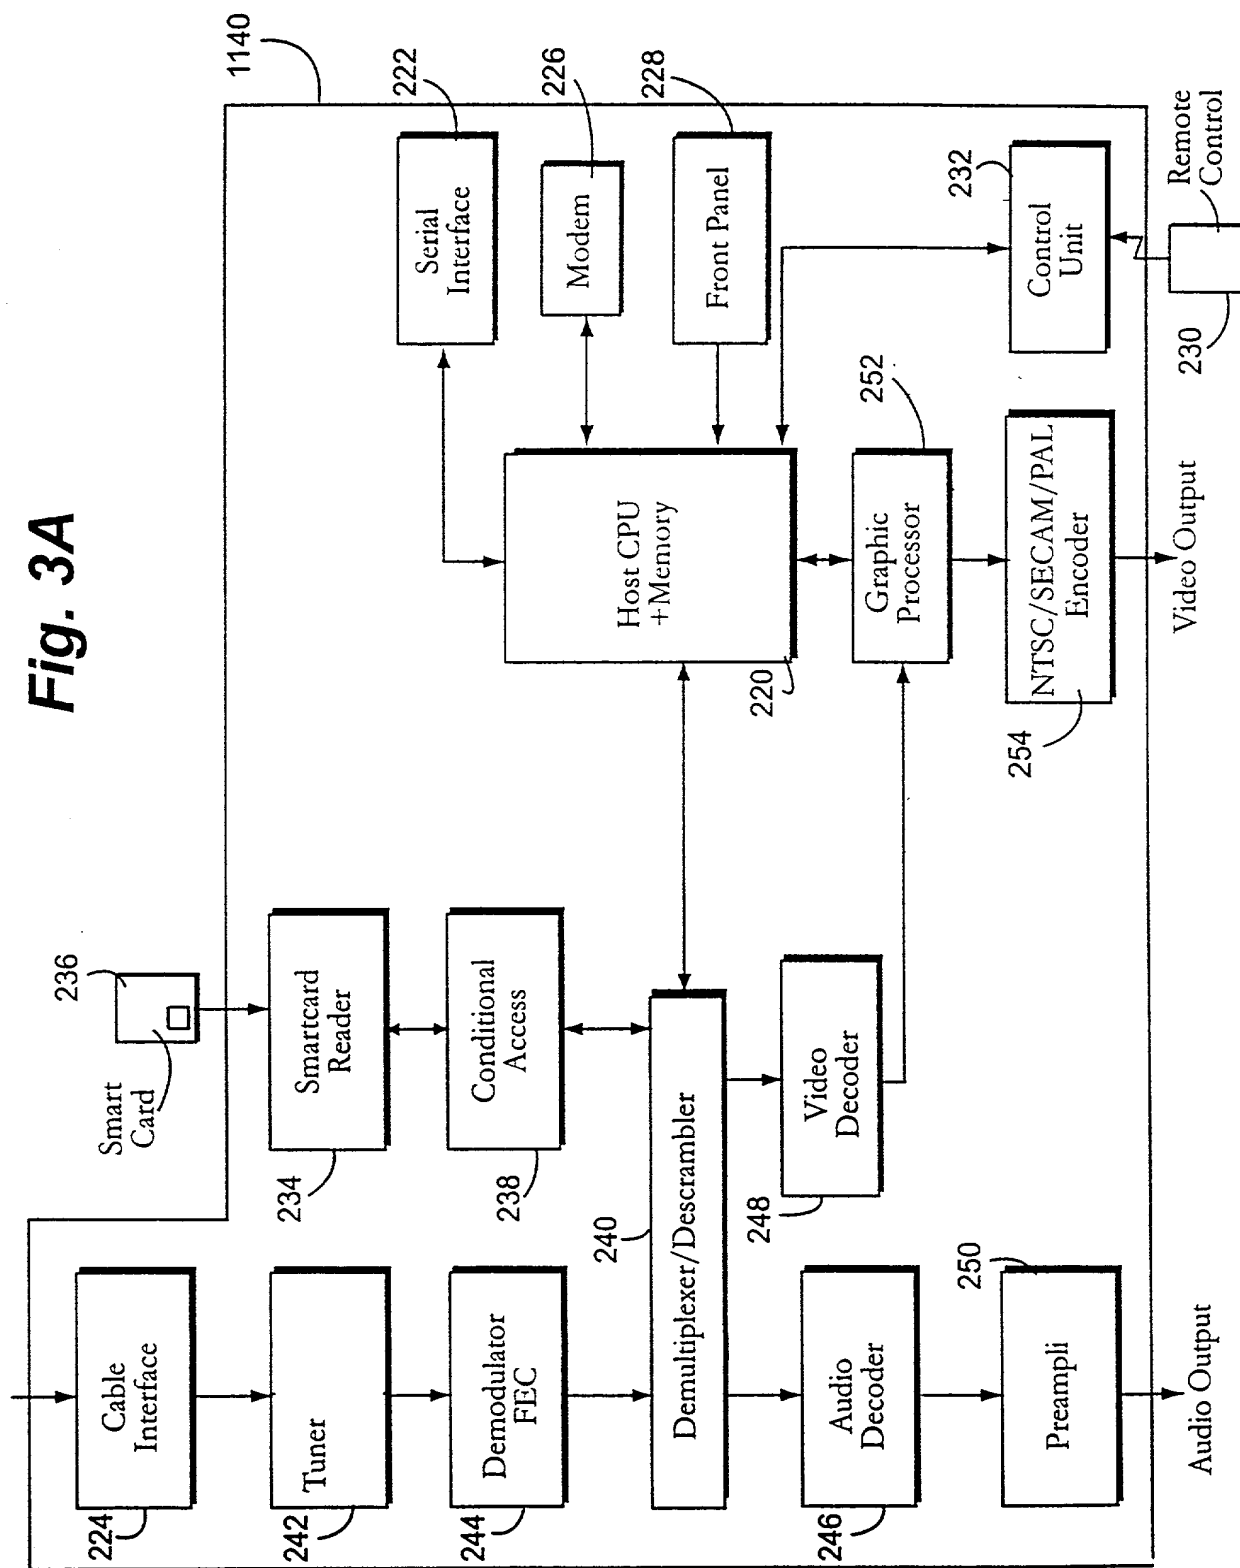 Fig. 3A
1140
236
Smart
Card
224
Cable
Interface
234
Smartcard
Reader
222
Serial
Interface
242
Tuner
238
Conditional
Access
226
Modem
244
Demodulator
FEC
220
Host CPU
+Memory
228
Front Panel
240
Demultiplexer/Descrambler
248
Video
Decoder
252
Graphic
Processor
246
Audio
Decoder
232
Control
Unit
250
Preampli
254
NTSC/SECAM/PAL
Encoder
230
Remote
Control
Audio Output
Video Output